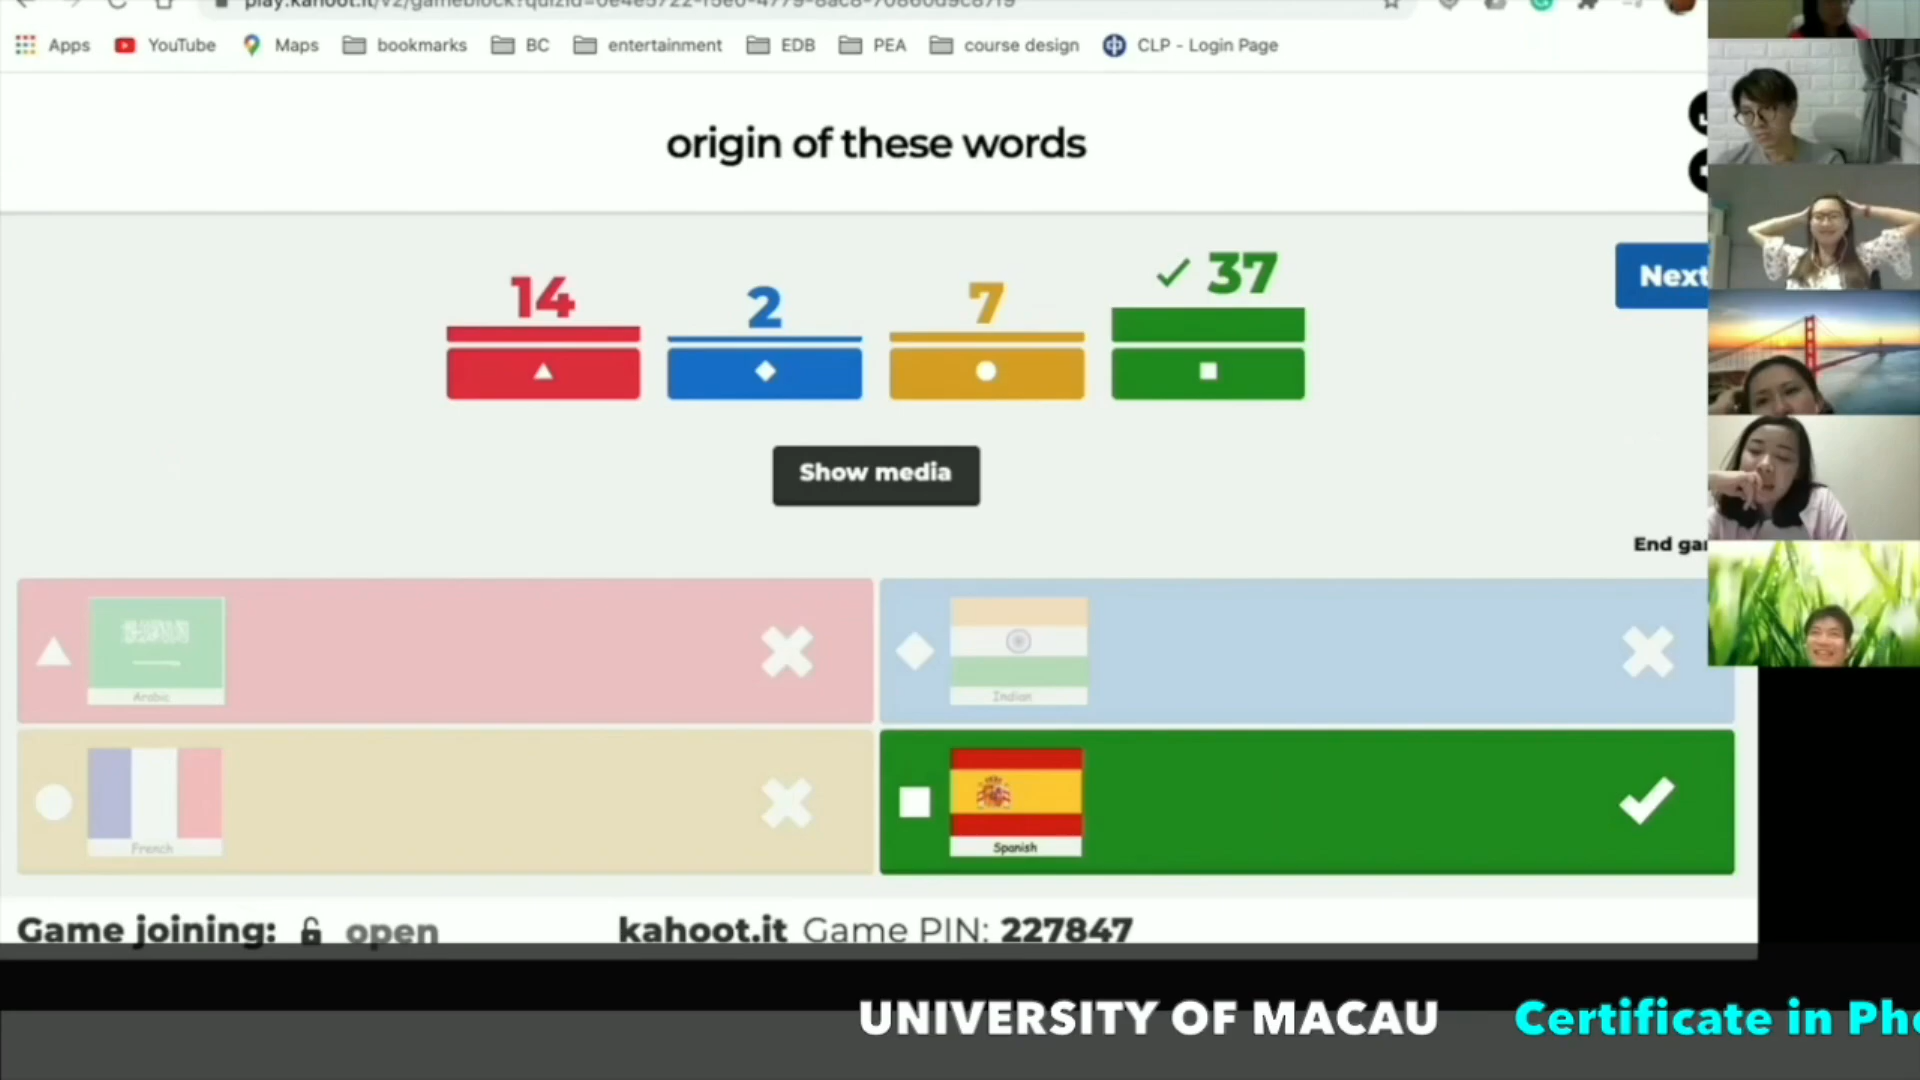 Apps YouTube Maps bookmarks BC entertainment EDB PEA course design CLP - Login Page
origin of these words
14
2
7
37
Next
Show media
End ga
Arabic
Indian
French
Spanish
Game joining: open kahoot.it Game PIN: 227847
UNIVERSITY OF MACAU Certificate in Pho